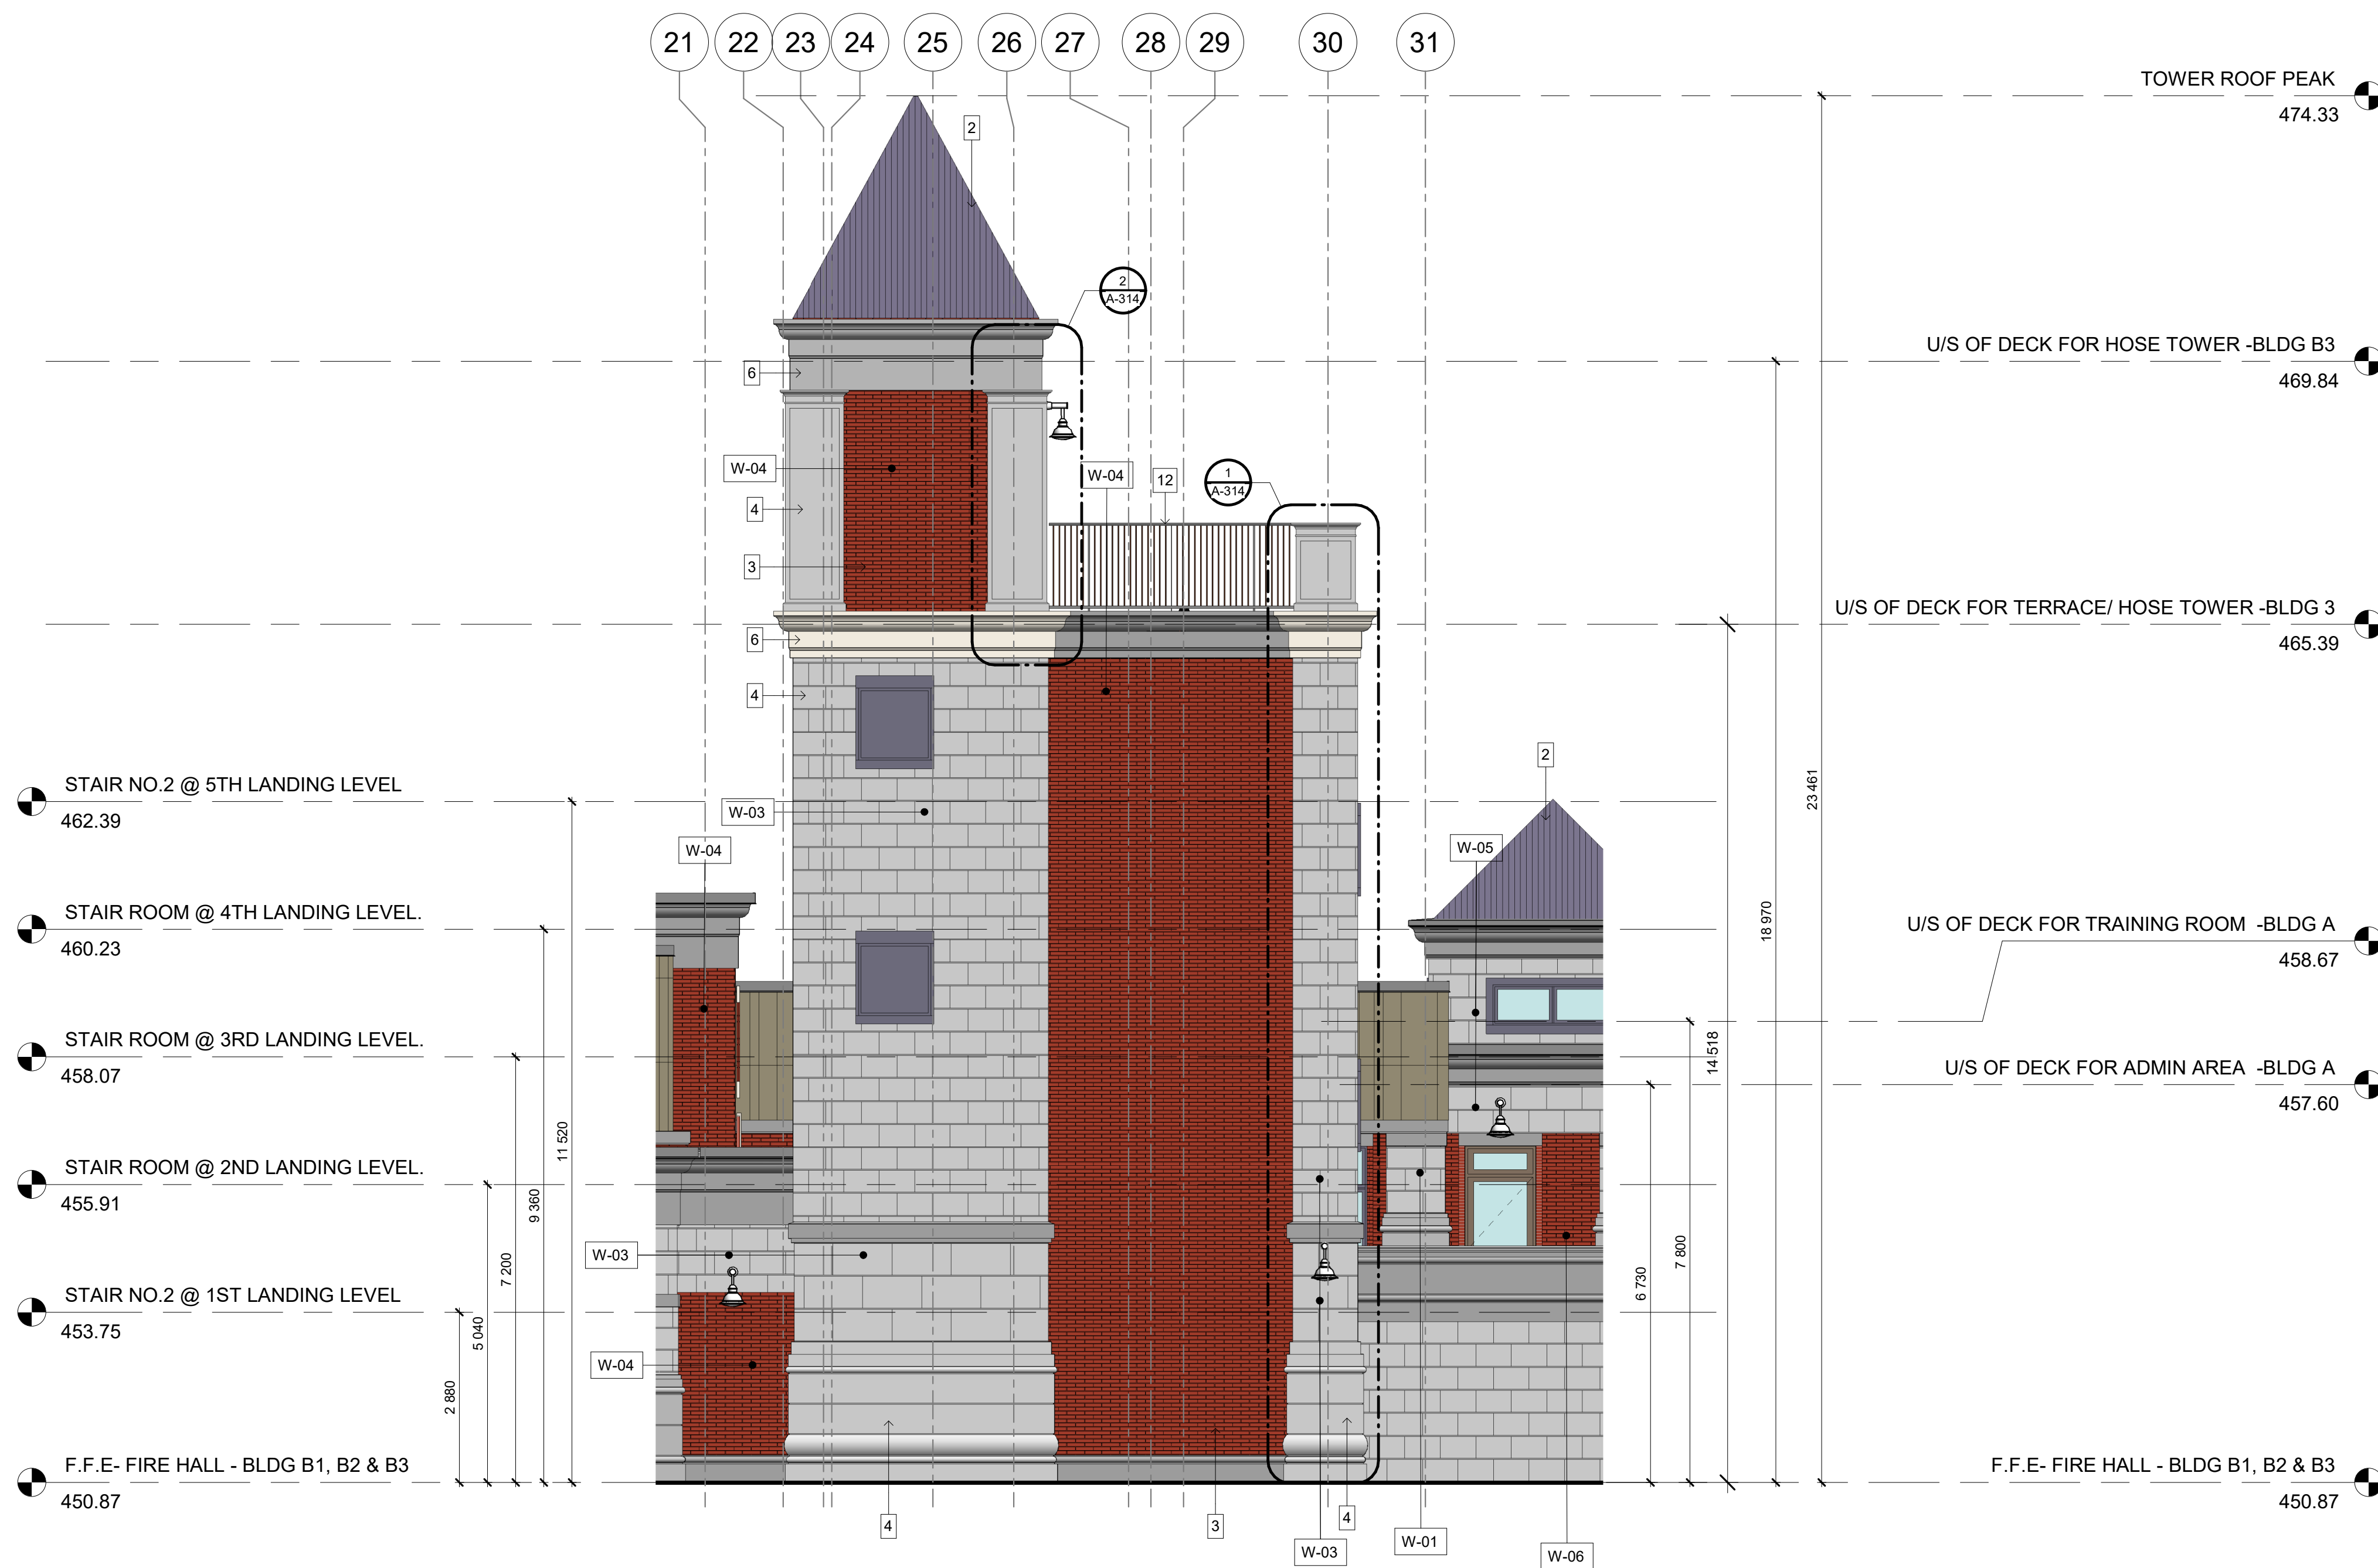 21 22 23 24 25 26 27 28 29 30 31
TOWER ROOF PEAK
474.33
2
2
A-314
U/S OF DECK FOR HOSE TOWER -BLDG B3
469.84
6
W-04
W-04
12
1
A-314
4
3
U/S OF DECK FOR TERRACE/ HOSE TOWER -BLDG 3
465.39
6
4
2
STAIR NO.2 @ 5TH LANDING LEVEL
462.39
W-03
23 461
W-04
W-05
STAIR ROOM @ 4TH LANDING LEVEL.
460.23
18 970
U/S OF DECK FOR TRAINING ROOM -BLDG A
458.67
STAIR ROOM @ 3RD LANDING LEVEL.
458.07
14 518
U/S OF DECK FOR ADMIN AREA -BLDG A
457.60
11 520
STAIR ROOM @ 2ND LANDING LEVEL.
455.91
9 360
W-03
7 200
7 800
6 730
STAIR NO.2 @ 1ST LANDING LEVEL
453.75
5 040
W-04
2 880
F.F.E- FIRE HALL - BLDG B1, B2 & B3
450.87
F.F.E- FIRE HALL - BLDG B1, B2 & B3
450.87
4
3
4
W-03
W-01
W-06